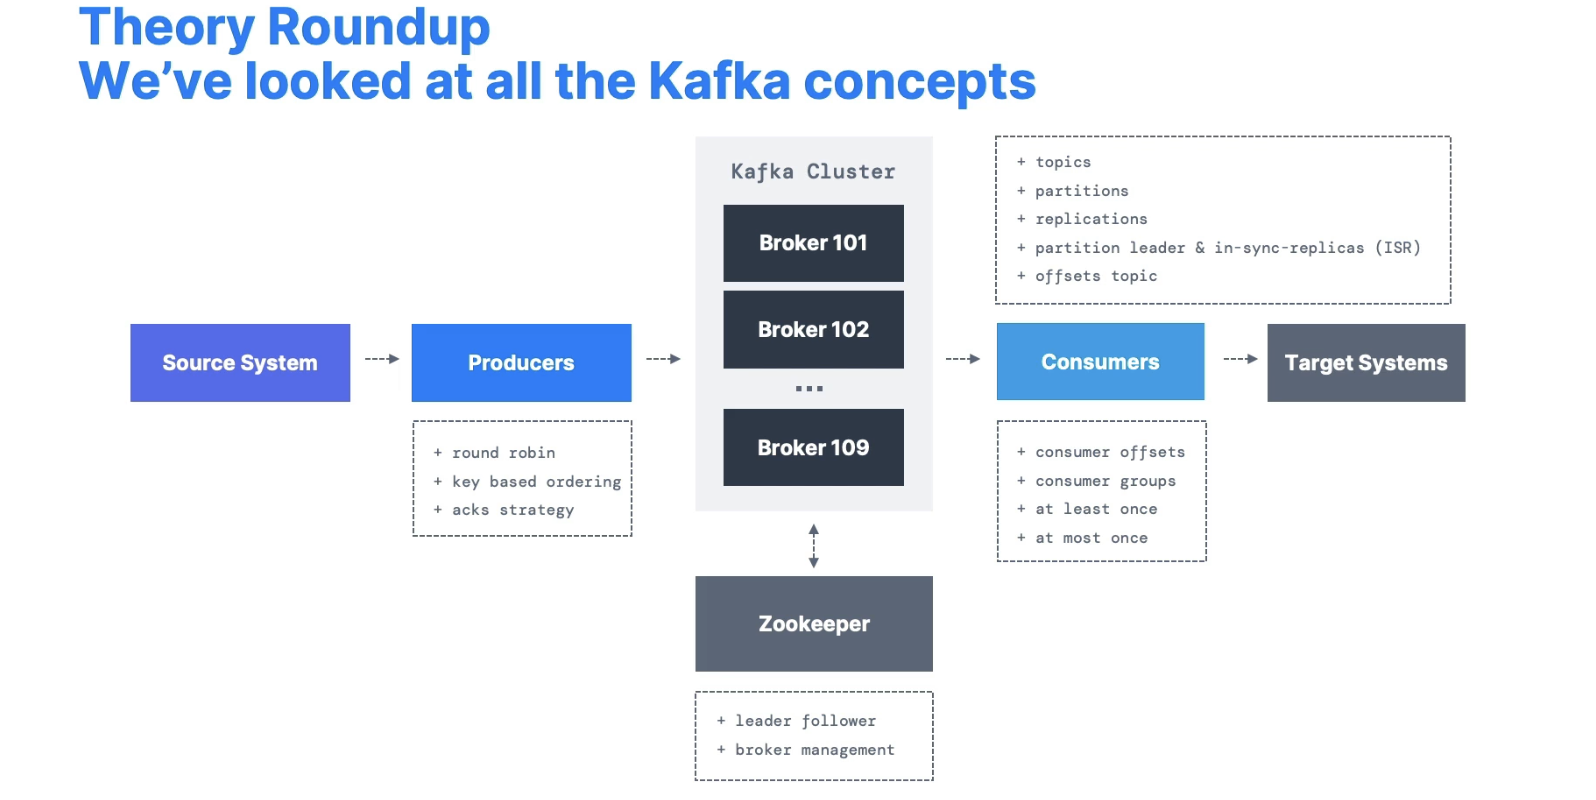 Theory Roundup
We’ve looked at all the Kafka concepts
Kafka Cluster
Broker 101
Broker 102
...
Broker 109
+ topics
+ partitions
+ replications
+ partition leader & in-sync-replicas (ISR)
+ offsets topic
Source System
Producers
Consumers
Target Systems
+ round robin
+ key based ordering
+ acks strategy
+ consumer offsets
+ consumer groups
+ at least once
+ at most once
Zookeeper
+ leader follower
+ broker management